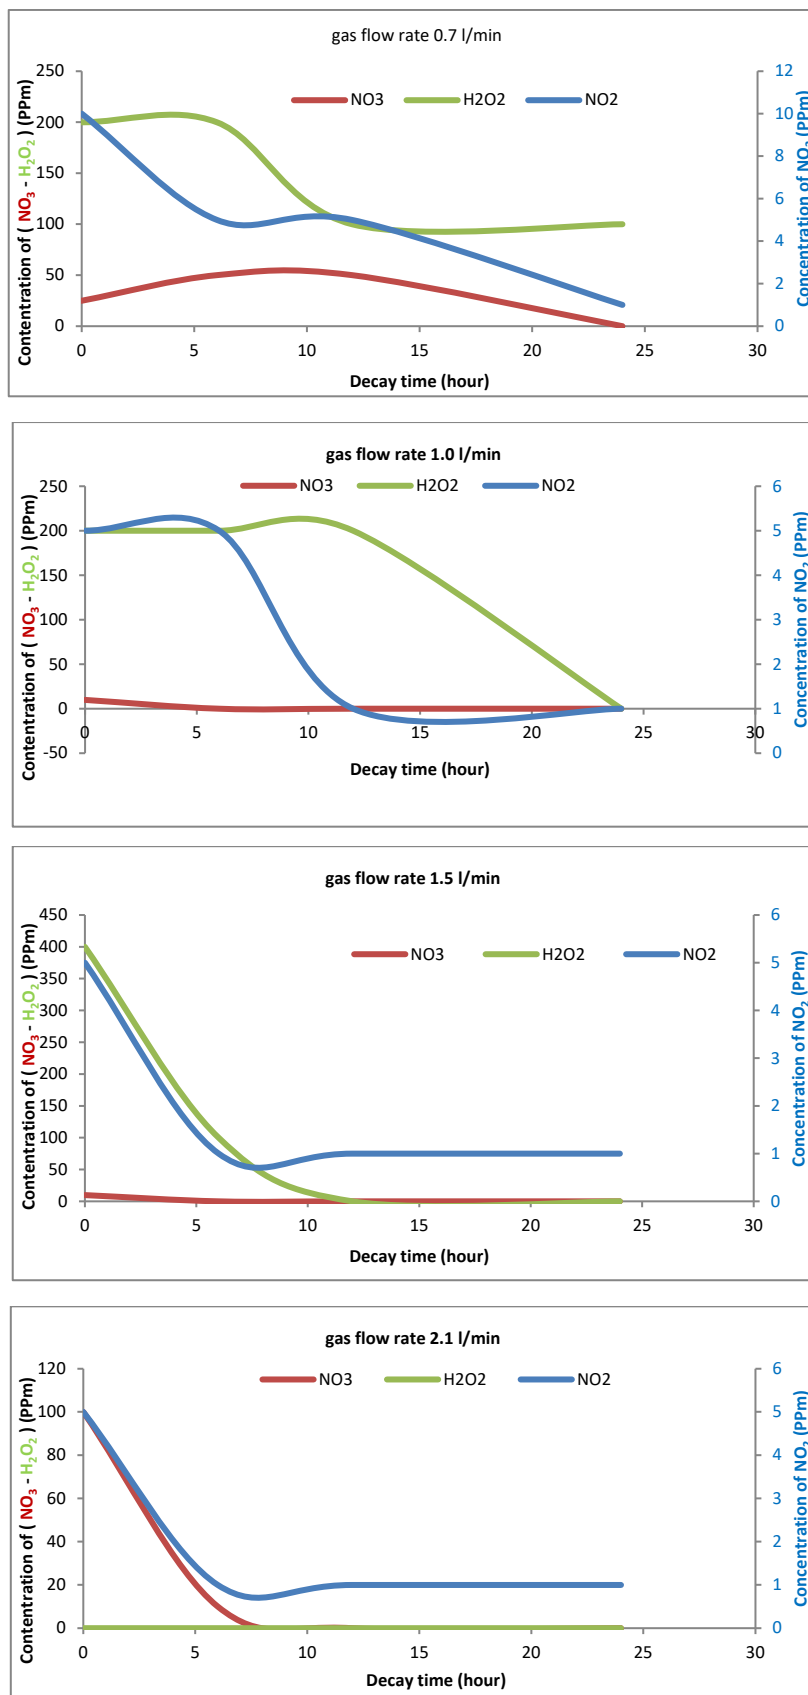 gas flow rate 0.7 l/min
Contentration of ( NO₃ - H₂O₂ ) (PPm)
Concentration of NO₂ (PPm)
NO3 H2O2 NO2
250
200
150
100
50
0
12
10
8
6
4
2
0
0 5 10 15 20 25 30
Decay time (hour)
gas flow rate 1.0 l/min
Contentration of ( NO₃ - H₂O₂ ) (PPm)
Concentration of NO₂ (PPm)
NO3 H2O2 NO2
250
200
150
100
50
0
-50
6
5
4
3
2
1
0
0 5 10 15 20 25 30
Decay time (hour)
gas flow rate 1.5 l/min
Contentration of ( NO₃ - H₂O₂ ) (PPm)
Concentration of NO₂ (PPm)
NO3 H2O2 NO2
450
400
350
300
250
200
150
100
50
0
6
5
4
3
2
1
0
0 5 10 15 20 25 30
Decay time (hour)
gas flow rate 2.1 l/min
Contentration of ( NO₃ - H₂O₂ ) (PPm)
Concentration of NO₂ (PPm)
NO3 H2O2 NO2
120
100
80
60
40
20
0
6
5
4
3
2
1
0
0 5 10 15 20 25 30
Decay time (hour)